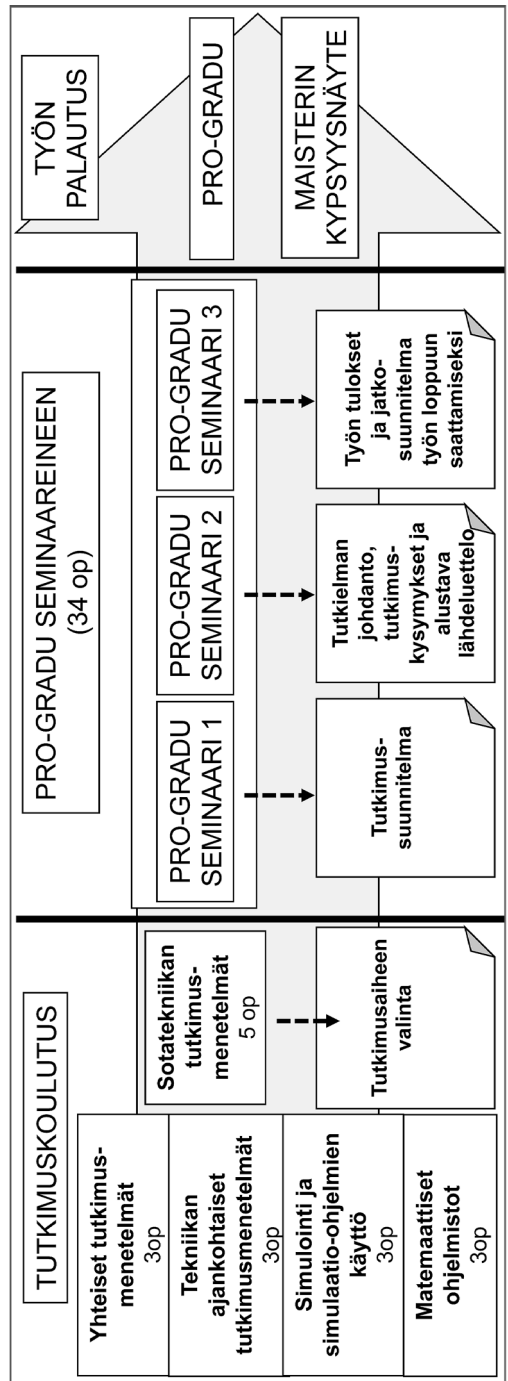 TUTKIMUSKOULUTUS
Yhteiset tutkimus-
menetelmät
3op
Tekniikan
ajankohtaiset
tutkimusmenetelmät
3op
Simulointi ja
simulaatio-ohjelmien
käyttö
3op
Matemaattiset
ohjelmistot
3op
Sotatekniikan
tutkimus-
menetelmät
5 op
Tutkimusaiheen
valinta
PRO-GRADU SEMINAAREINEEN
(34 op)
PRO-GRADU
SEMINAARI 1
PRO-GRADU
SEMINAARI 2
PRO-GRADU
SEMINAARI 3
Tutkimus-
suunnitelma
Tutkielman
johdanto,
tutkimus-
kysymykset ja
alustava
lähdeluettelo
Työn tulokset
ja jatko-
suunnitelma
työn loppuun
saattamiseksi
TYÖN
PALAUTUS
PRO-GRADU
MAISTERIN
KYPSYYSNÄYTE